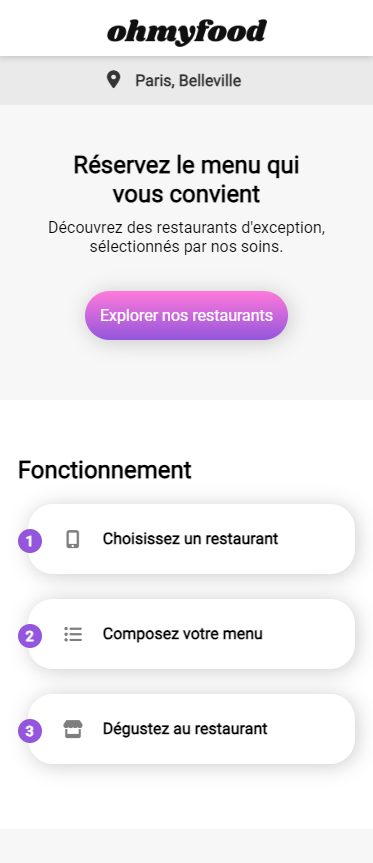 ohmyfood
Paris, Belleville
Réservez le menu qui
vous convient
Découvrez des restaurants d'exception,
sélectionnés par nos soins.
Explorer nos restaurants
Fonctionnement
1 Choisissez un restaurant
2 Composez votre menu
3 Dégustez au restaurant